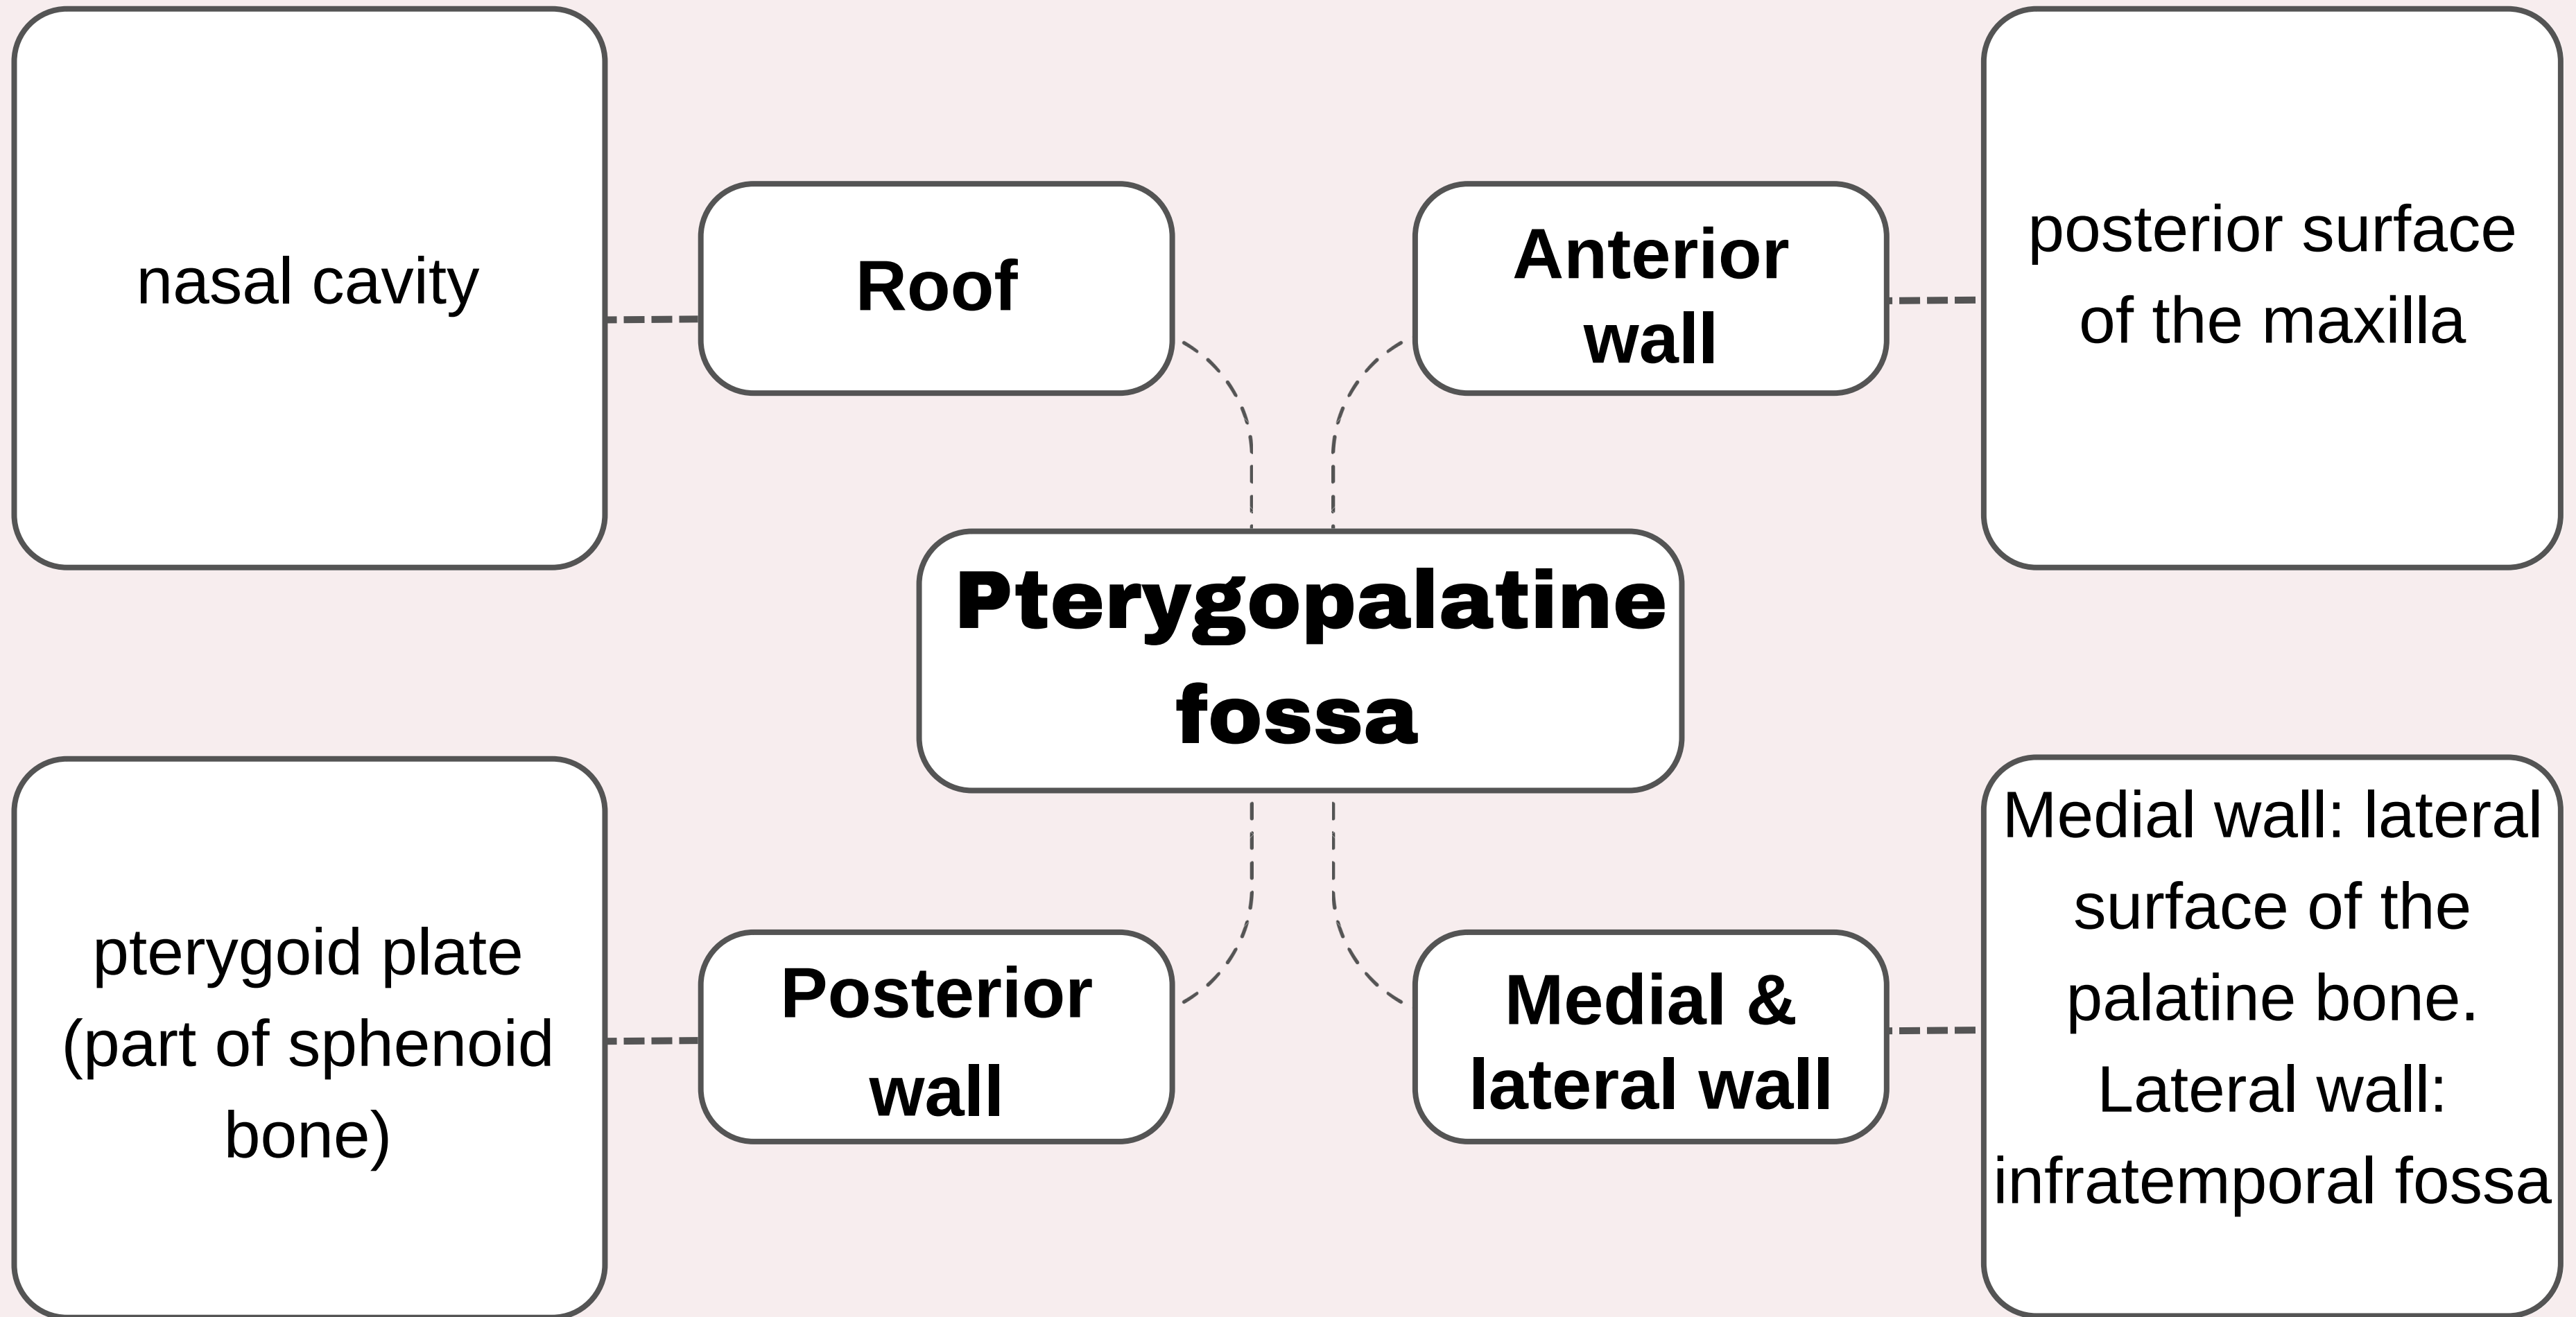 nasal cavity
Roof
Anterior
wall
posterior surface
of the maxilla
Pterygopalatine
fossa
pterygoid plate
(part of sphenoid
bone)
Posterior
wall
Medial &
lateral wall
Medial wall: lateral
surface of the
palatine bone.
Lateral wall:
infratemporal fossa